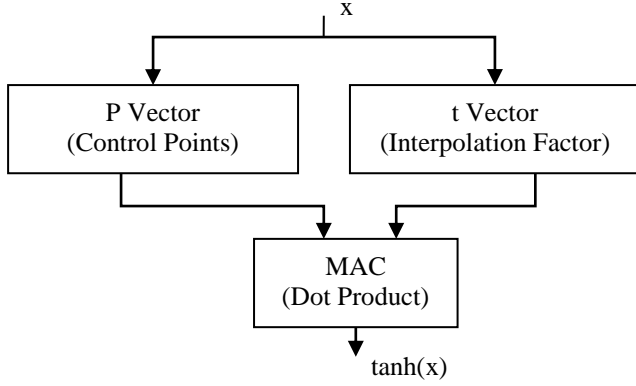 x
P Vector
(Control Points)
t Vector
(Interpolation Factor)
MAC
(Dot Product)
tanh(x)